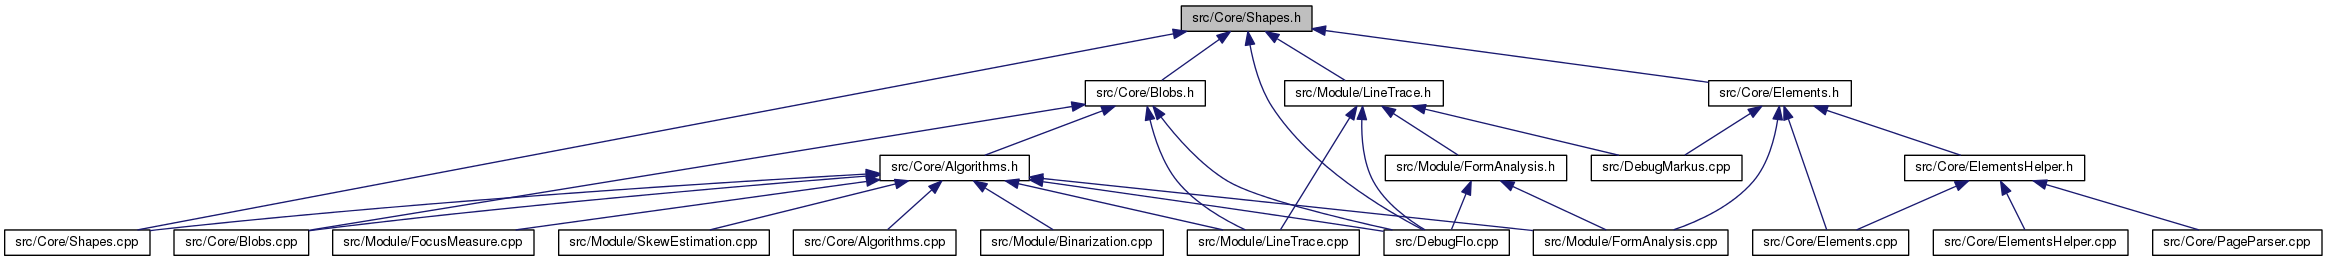 src/Core/Shapes.h
src/Core/Blobs.h
src/Module/LineTrace.h
src/Core/Elements.h
src/Core/Algorithms.h
src/Module/FormAnalysis.h
src/DebugMarkus.cpp
src/Core/ElementsHelper.h
src/Core/Shapes.cpp
src/Core/Blobs.cpp
src/Module/FocusMeasure.cpp
src/Module/SkewEstimation.cpp
src/Core/Algorithms.cpp
src/Module/Binarization.cpp
src/Module/LineTrace.cpp
src/DebugFlo.cpp
src/Module/FormAnalysis.cpp
src/Core/Elements.cpp
src/Core/ElementsHelper.cpp
src/Core/PageParser.cpp